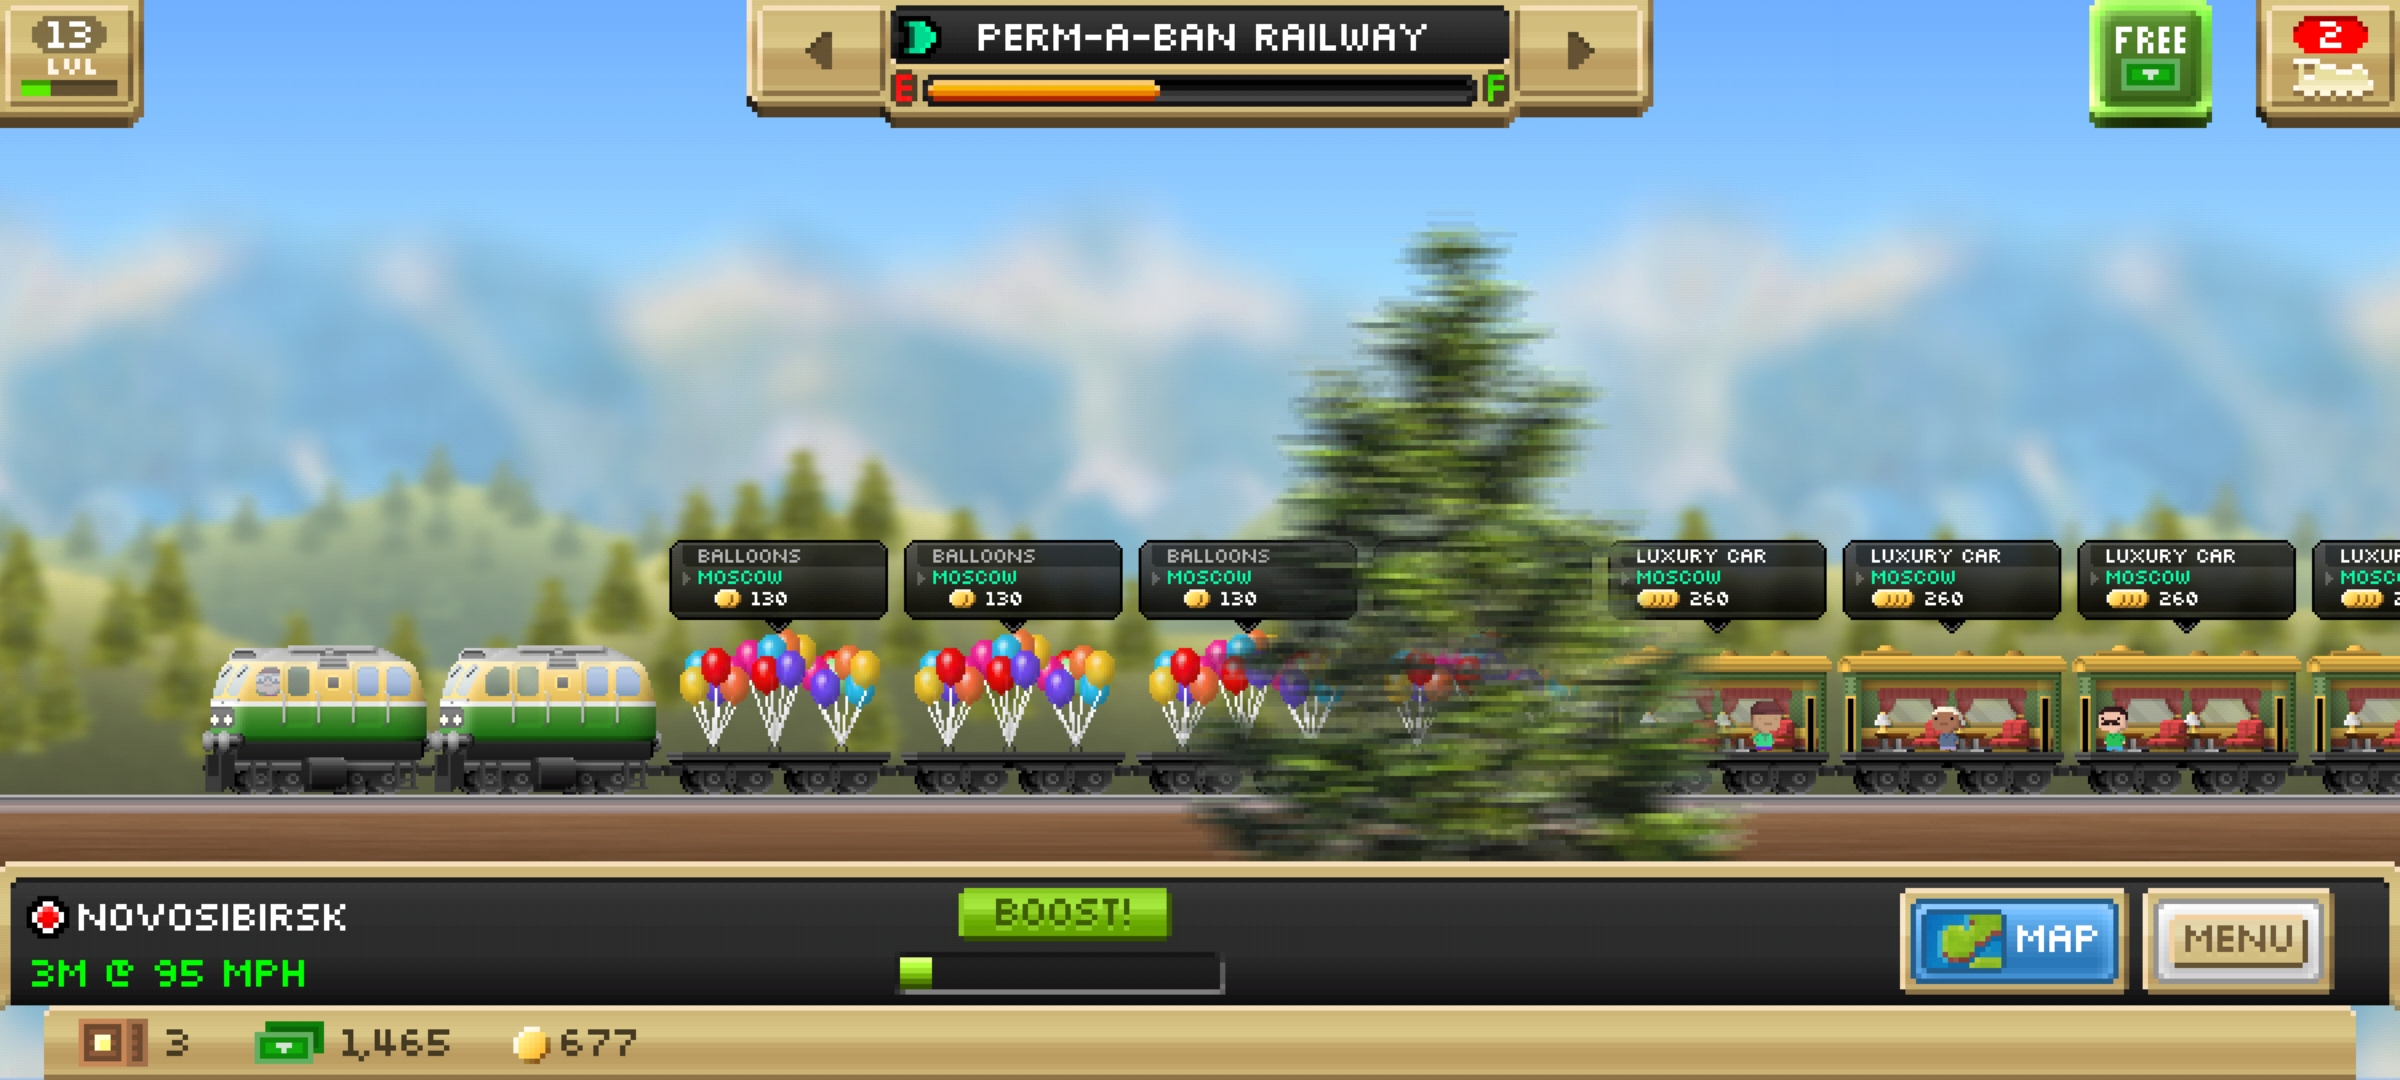 13
LVL
PERM-A-BAN RAILWAY
E F
FREE
2
BALLOONS
MOSCOW
130
BALLOONS
MOSCOW
130
BALLOONS
MOSCOW
130
LUXURY CAR
MOSCOW
260
LUXURY CAR
MOSCOW
260
LUXURY CAR
MOSCOW
260
NOVOSIBIRSK
3M @ 95 MPH
BOOST!
MAP
MENU
3
1,465
677